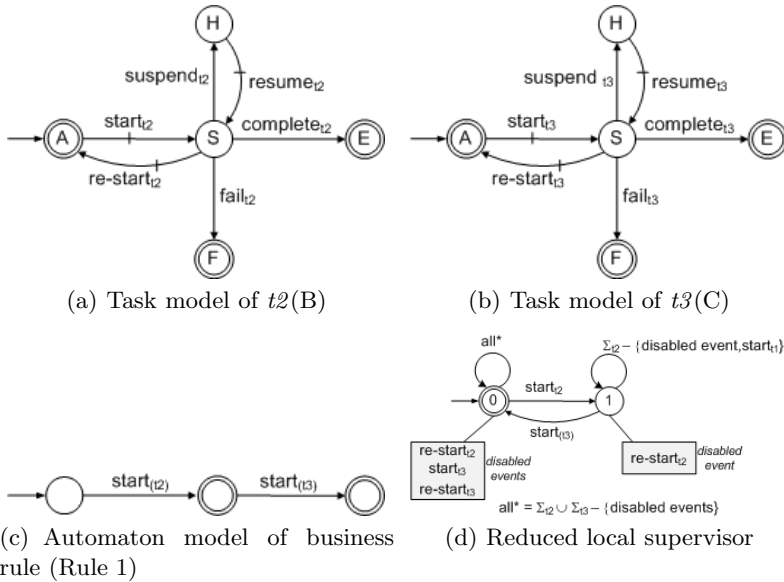 H
suspendt2
resumet2
A
startt2
S
completet2
E
re-startt2
failt2
F
(a) Task model of t2(B)
H
suspend t3
resumet3
A
startt3
S
completet3
E
re-startt3
failt3
F
(b) Task model of t3(C)
start(t2)
start(t3)
(c) Automaton model of business
rule (Rule 1)
all*
Σt2 – {disabled event,startt1}
0
startt2
1
start(t3)
re-startt2
startt3
re-startt3
disabled
events
re-startt2
disabled
event
all* = Σt2 ∪ Σt3 – {disabled events}
(d) Reduced local supervisor